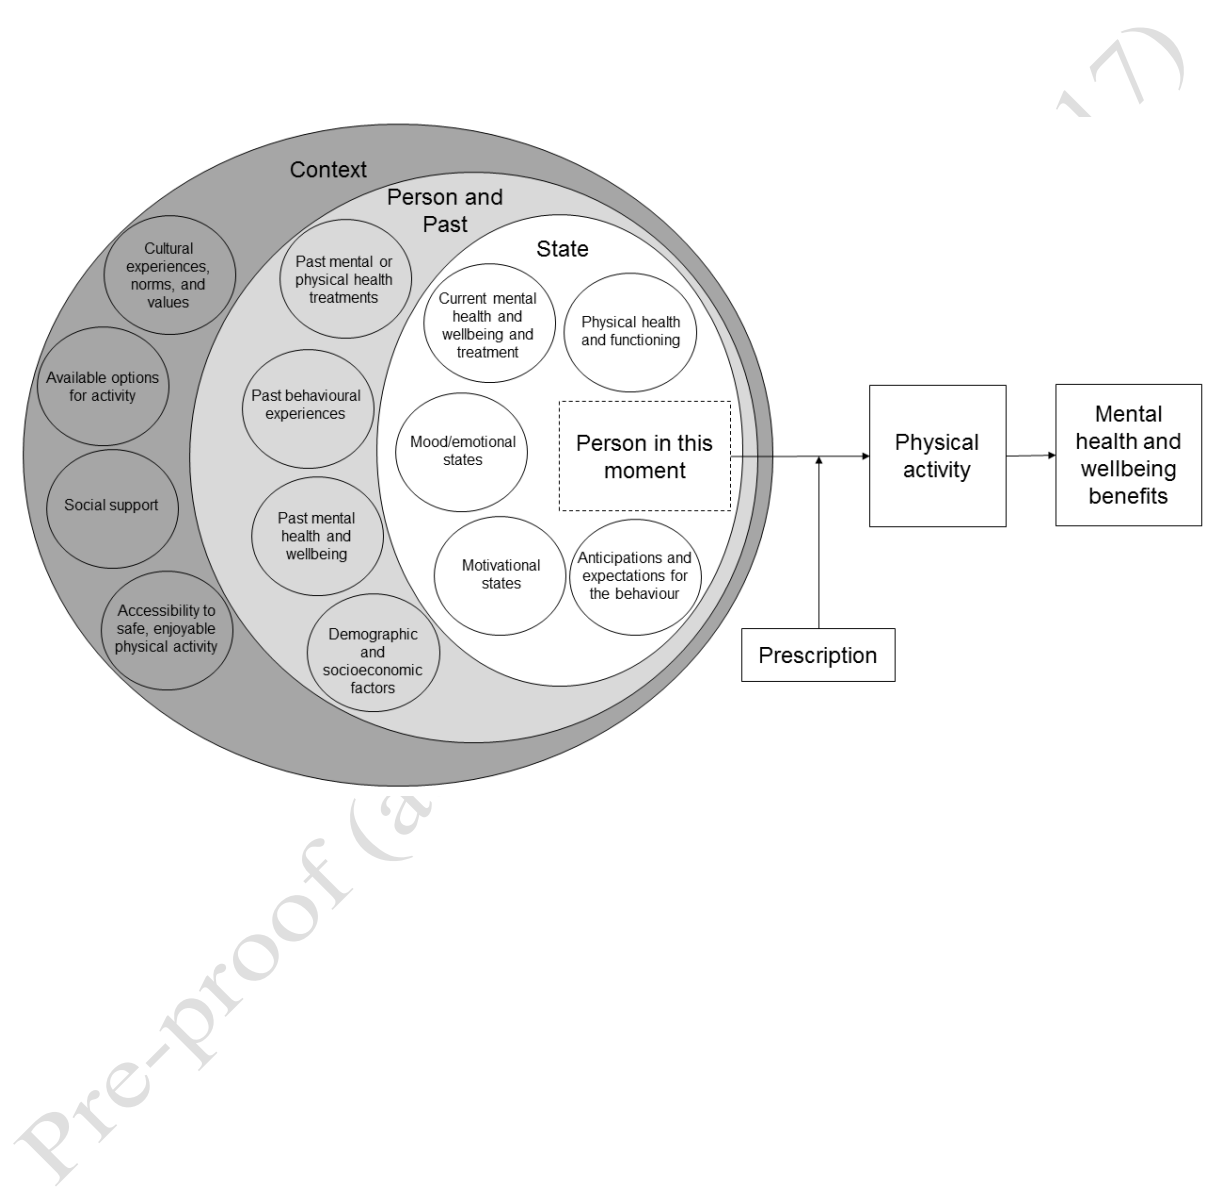 17)
Context
Person and
Past
State
Cultural
experiences,
norms, and
values
Available options
for activity
Social support
Accessibility to
safe, enjoyable
physical activity
Past mental or
physical health
treatments
Past behavioural
experiences
Past mental
health and
wellbeing
Demographic
and
socioeconomic
factors
Current mental
health and
wellbeing and
treatment
Physical health
and functioning
Mood/emotional
states
Person in this
moment
Motivational
states
Anticipations and
expectations for
the behaviour
Physical
activity
Mental
health and
wellbeing
benefits
Prescription
Pre-proof (a